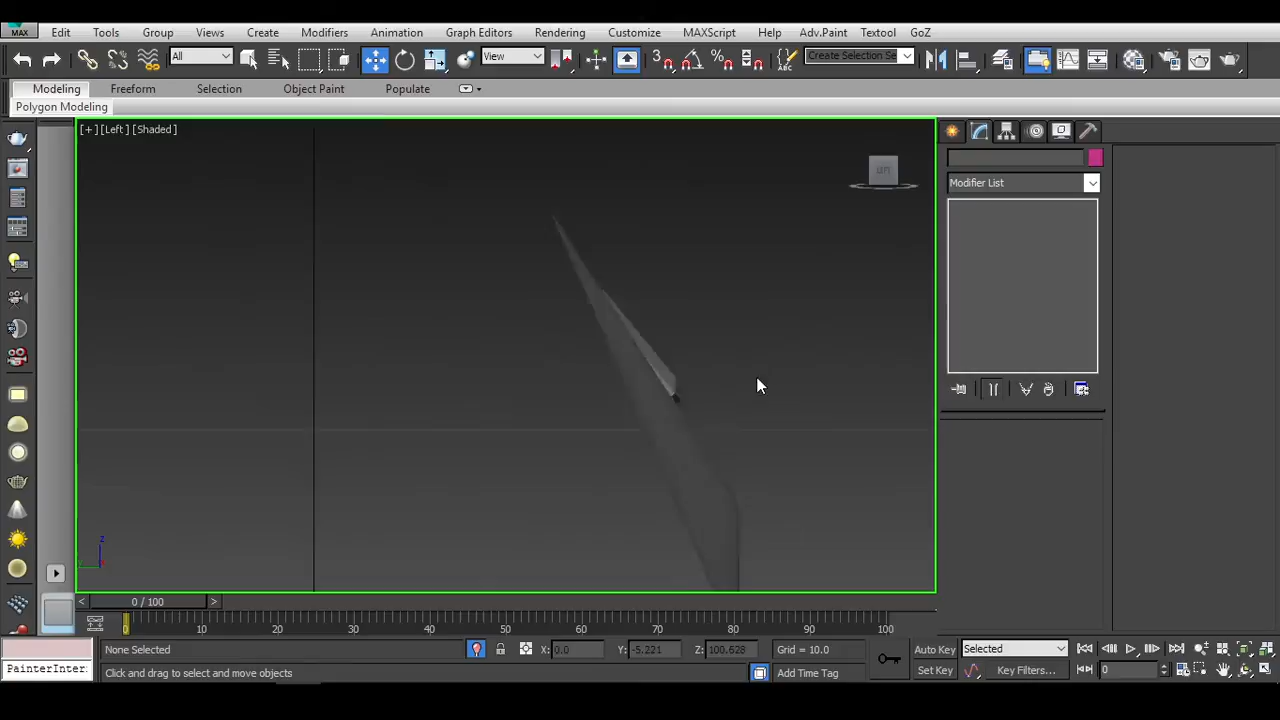 MAX Edit Tools Group Views Create Modifiers Animation Graph Editors Rendering Customize MAXScript Help Adv.Paint Textool GoZ
All View 3 % Create Selection Se
Modeling Freeform Selection Object Paint Populate
Polygon Modeling
[+] [Left] [Shaded]
Modifier List
z
< 0 / 100 >
0 10 20 30 40 50 60 70 80 90 100
None Selected X: 0.0 Y: -5.221 Z: 100.628 Grid = 10.0 Auto Key Selected
PainterInter Click and drag to select and move objects Add Time Tag Set Key Key Filters... 0